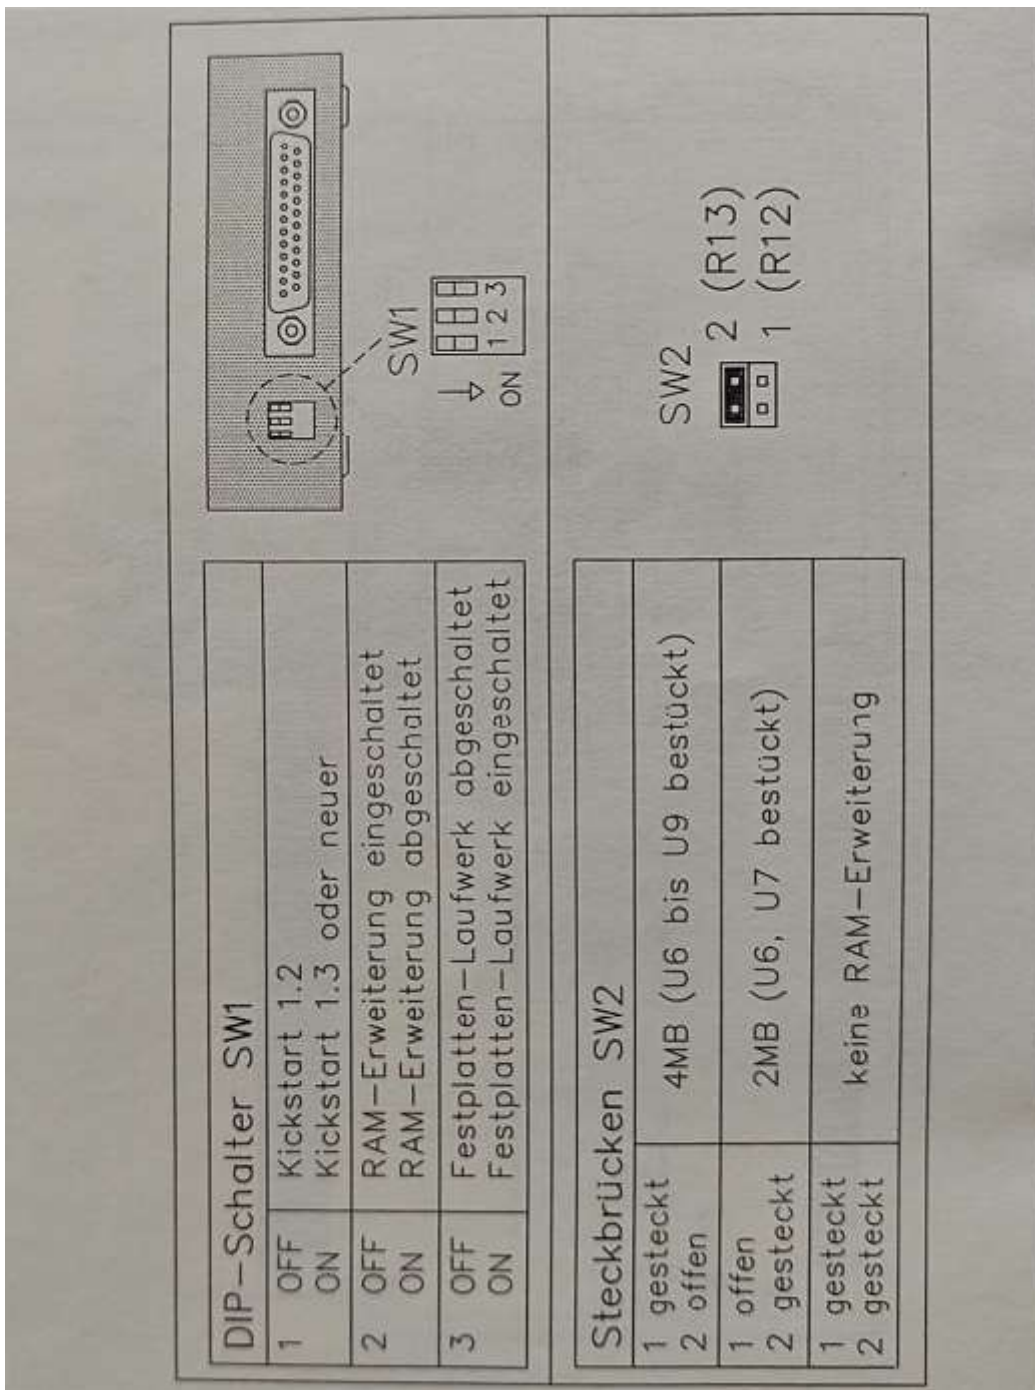 DIP-Schalter SW1
1 OFF Kickstart 1.2
ON Kickstart 1.3 oder neuer
2 OFF RAM-Erweiterung eingeschaltet
ON RAM-Erweiterung abgeschaltet
3 OFF Festplatten-Laufwerk abgeschaltet
ON Festplatten-Laufwerk eingeschaltet
SW1
ON
1 2 3
Steckbrücken SW2
1 gesteckt
2 offen
4MB (U6 bis U9 bestückt)
1 offen
2 gesteckt
2MB (U6, U7 bestückt)
1 gesteckt
2 gesteckt
keine RAM-Erweiterung
SW2
2 (R13)
1 (R12)